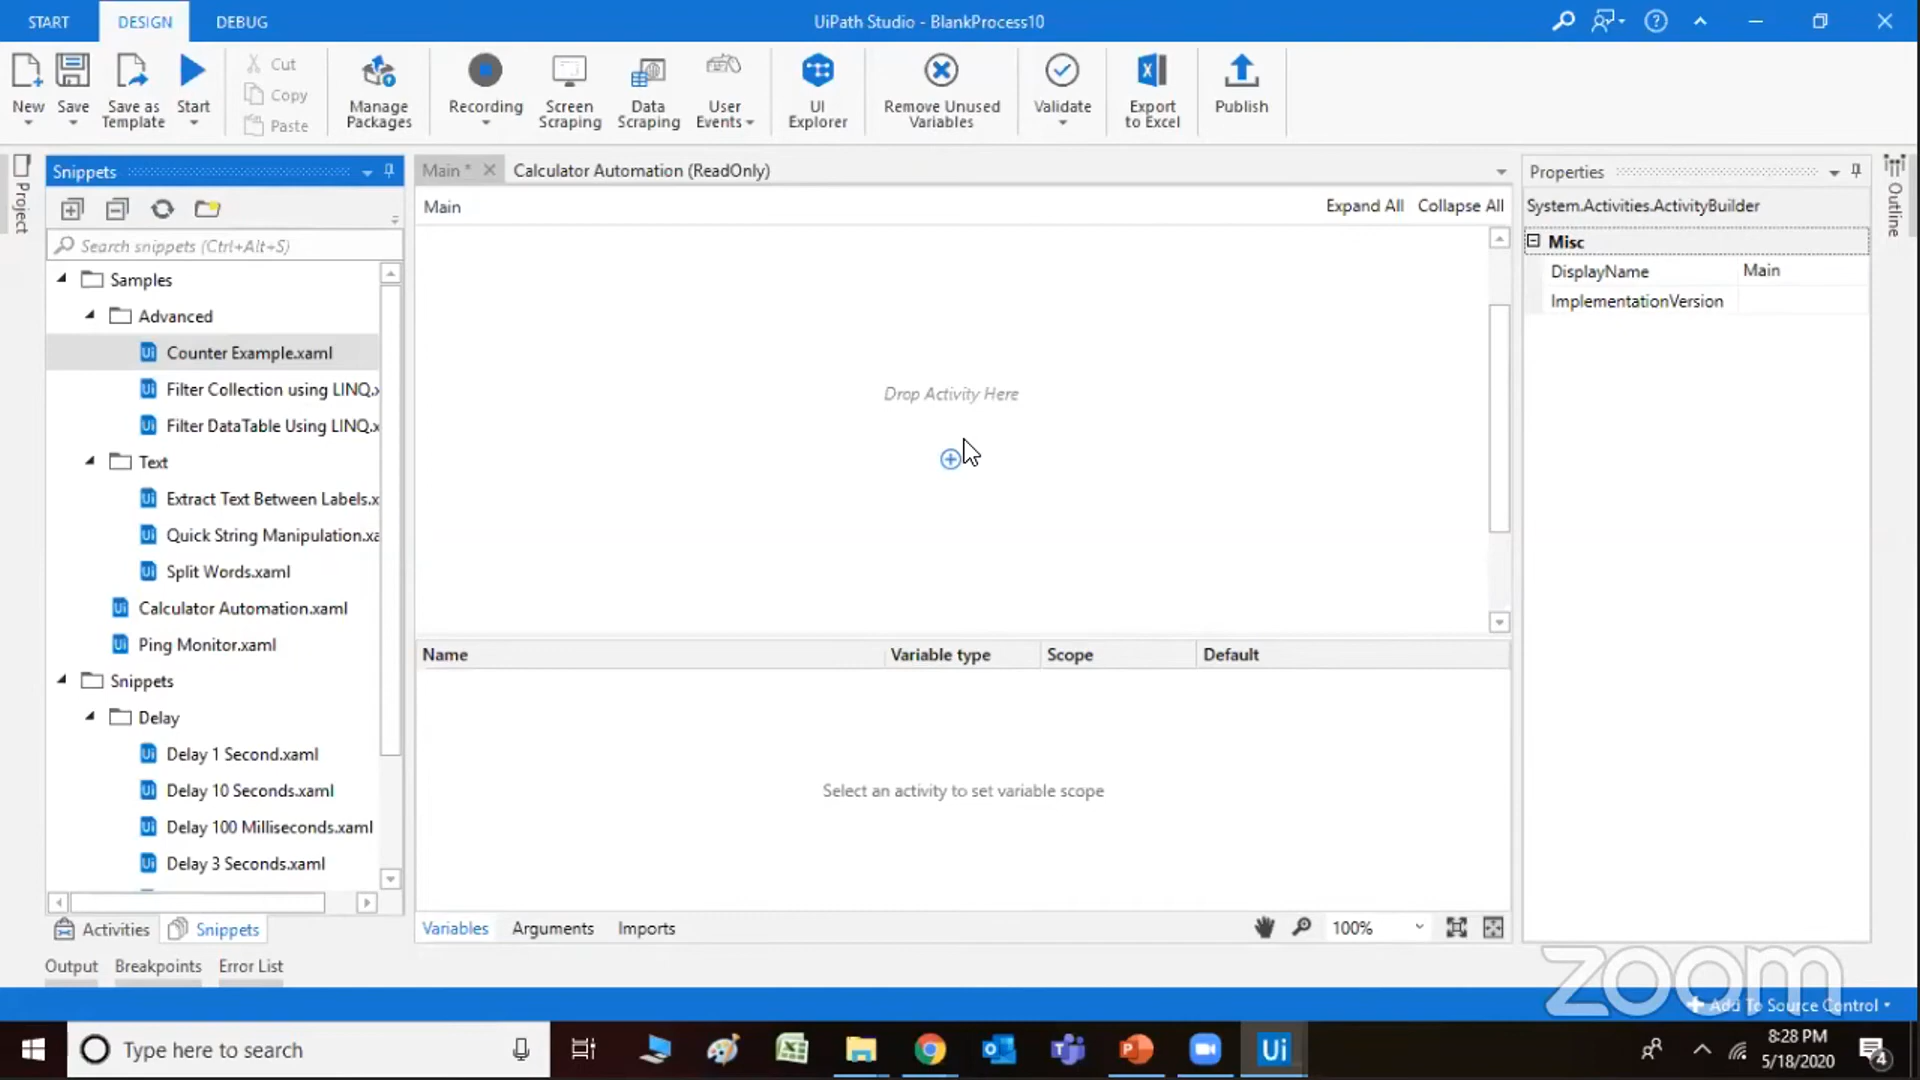 START DESIGN DEBUG UiPath Studio - BlankProcess10
New Save Save as Template Start
Cut
Copy
Paste
Manage Packages
Recording
Screen Scraping
Data Scraping
User Events
UI Explorer
Remove Unused Variables
Validate
Export to Excel
Publish
Project
Snippets
Search snippets (Ctrl+Alt+S)
Samples
Advanced
Counter Example.xaml
Filter Collection using LINQ.x
Filter DataTable Using LINQ.x
Text
Extract Text Between Labels.x
Quick String Manipulation.xa
Split Words.xaml
Calculator Automation.xaml
Ping Monitor.xaml
Snippets
Delay
Delay 1 Second.xaml
Delay 10 Seconds.xaml
Delay 100 Milliseconds.xaml
Delay 3 Seconds.xaml
Activities Snippets
Main * Calculator Automation (ReadOnly)
Main Expand All Collapse All
Drop Activity Here
Name Variable type Scope Default
Select an activity to set variable scope
Variables Arguments Imports 100%
Properties
System.Activities.ActivityBuilder
Misc
DisplayName Main
ImplementationVersion
Outline
Output Breakpoints Error List
zoom
Add To Source Control
Type here to search
Ui
8:28 PM
5/18/2020
4